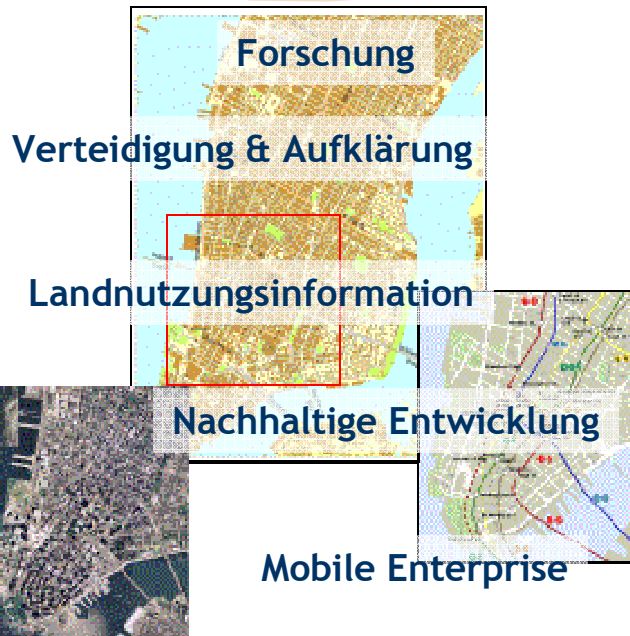 Forschung
Verteidigung & Aufklärung
Landnutzungsinformation
Nachhaltige Entwicklung
Mobile Enterprise